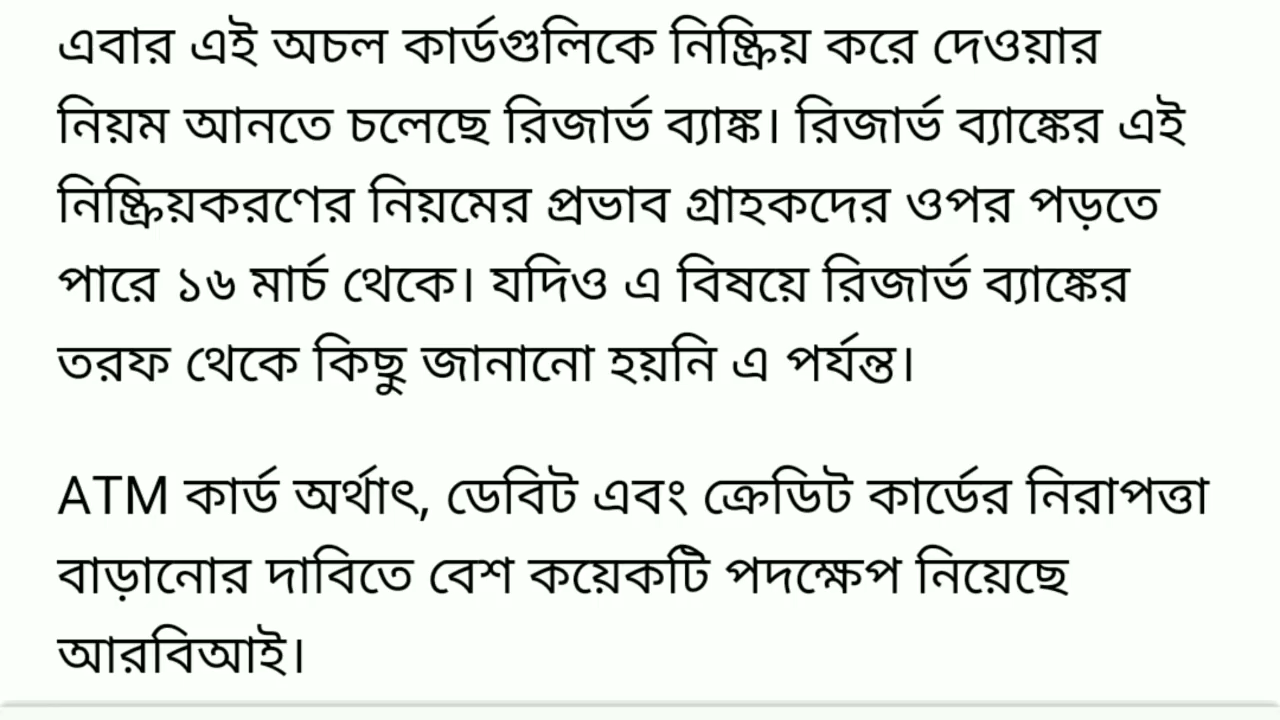 এবার এই অচল কার্ডগুলিকে নিষ্ক্রিয় করে দেওয়ার
নিয়ম আনতে চলেছে রিজার্ভ ব্যাঙ্ক। রিজার্ভ ব্যাঙ্কের এই
নিষ্ক্রিয়করণের নিয়মের প্রভাব গ্রাহকদের ওপর পড়তে
পারে ১৬ মার্চ থেকে। যদিও এ বিষয়ে রিজার্ভ ব্যাঙ্কের
তরফ থেকে কিছু জানানো হয়নি এ পর্যন্ত।
ATM কার্ড অর্থাৎ, ডেবিট এবং ক্রেডিট কার্ডের নিরাপত্তা
বাড়ানোর দাবিতে বেশ কয়েকটি পদক্ষেপ নিয়েছে
আরবিআই।